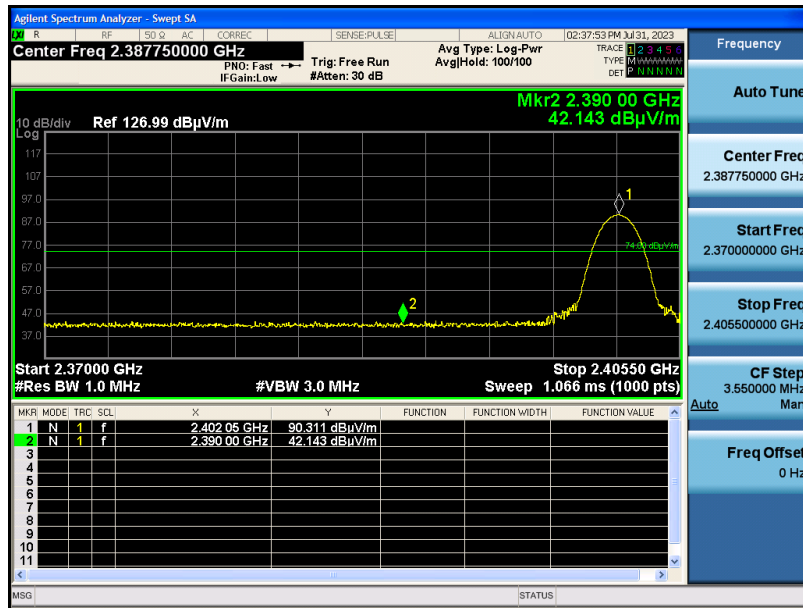 Agilent Spectrum Analyzer - Swept SA
LXI R RF 50 Ω AC CORREC SENSE:PULSE ALIGN AUTO 02:37:53 PM Jul 31, 2023
Center Freq 2.387750000 GHz
PNO: Fast
IFGain:Low
Trig: Free Run
#Atten: 30 dB
Avg Type: Log-Pwr
Avg|Hold: 100/100
TRACE 1 2 3 4 5 6
TYPE M
DET P N N N N N
Mkr2 2.390 00 GHz
42.143 dBµV/m
10 dB/div Ref 126.99 dBµV/m
Log
117
107
97.0
87.0
77.0
67.0
57.0
47.0
37.0
1
74.00 dBµV/m
2
Start 2.37000 GHz Stop 2.40550 GHz
#Res BW 1.0 MHz #VBW 3.0 MHz Sweep 1.066 ms (1000 pts)
MKR MODE TRC SCL X Y FUNCTION FUNCTION WIDTH FUNCTION VALUE
1 N 1 f 2.402 05 GHz 90.311 dBµV/m
2 N 1 f 2.390 00 GHz 42.143 dBµV/m
3
4
5
6
7
8
9
10
11
MSG STATUS
Frequency
Auto Tune
Center Freq
2.387750000 GHz
Start Freq
2.370000000 GHz
Stop Freq
2.405500000 GHz
CF Step
3.550000 MHz
Auto Man
Freq Offset
0 Hz